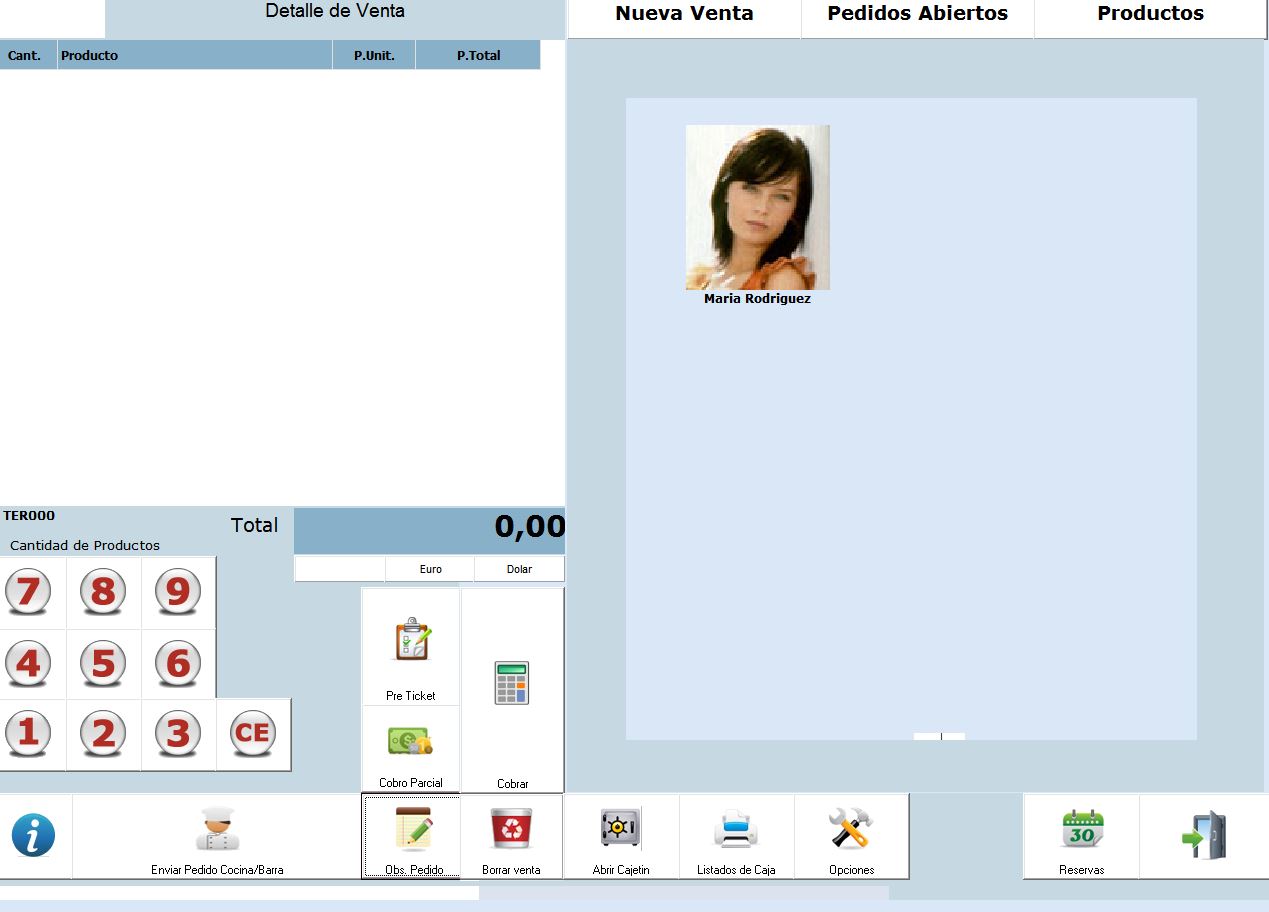 Detalle de Venta
Nueva Venta
Pedidos Abiertos
Productos
Cant.
Producto
P.Unit.
P.Total
Maria Rodriguez
TER000
Total
0,00
Cantidad de Productos
Euro
Dolar
7
8
9
4
5
6
1
2
3
CE
Pre Ticket
Cobro Parcial
Cobrar
i
Enviar Pedido Cocina/Barra
Obs. Pedido
Borrar venta
Abrir Cajetin
Listados de Caja
Opciones
30
Reservas